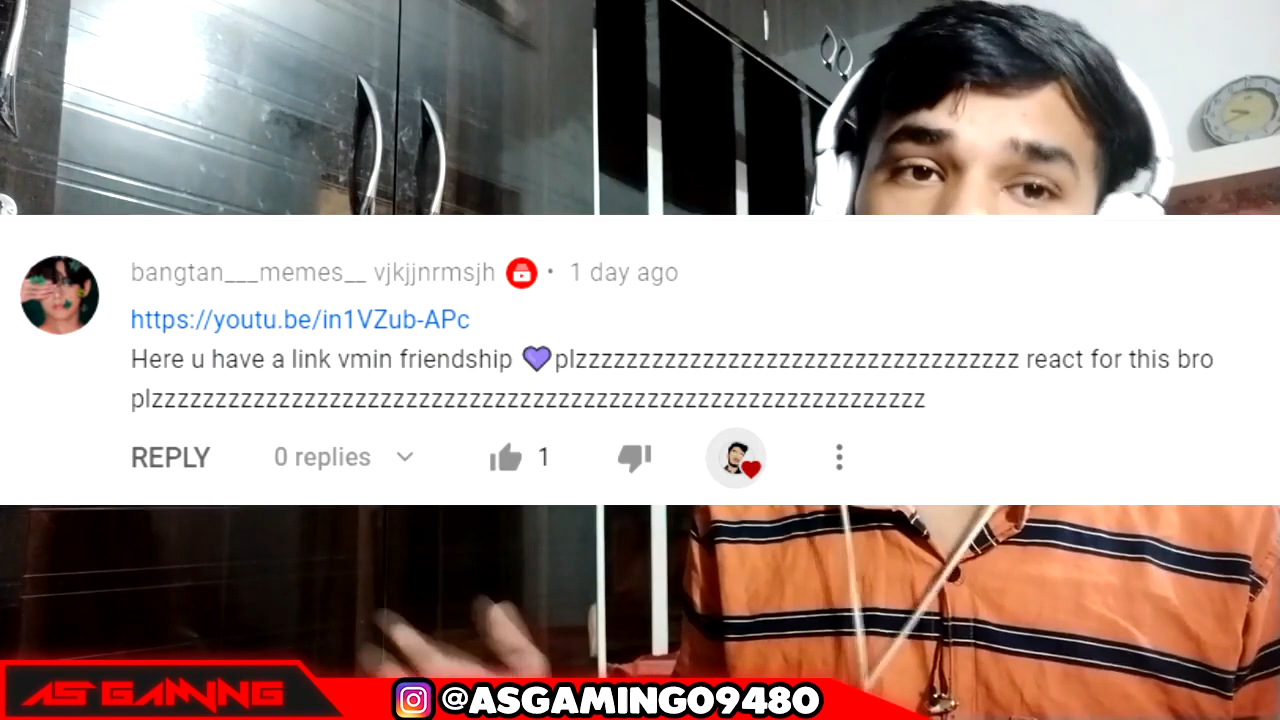 bangtan___memes__ vjkjjnrmsjh • 1 day ago
https://youtu.be/in1VZub-APc
Here u have a link vmin friendship 💜plzzzzzzzzzzzzzzzzzzzzzzzzzzzzzzzzzzz react for this bro
plzzzzzzzzzzzzzzzzzzzzzzzzzzzzzzzzzzzzzzzzzzzzzzzzzzzzzzzzzzzzz
REPLY 0 replies 1
AS GAMING
@ASGAMING09480